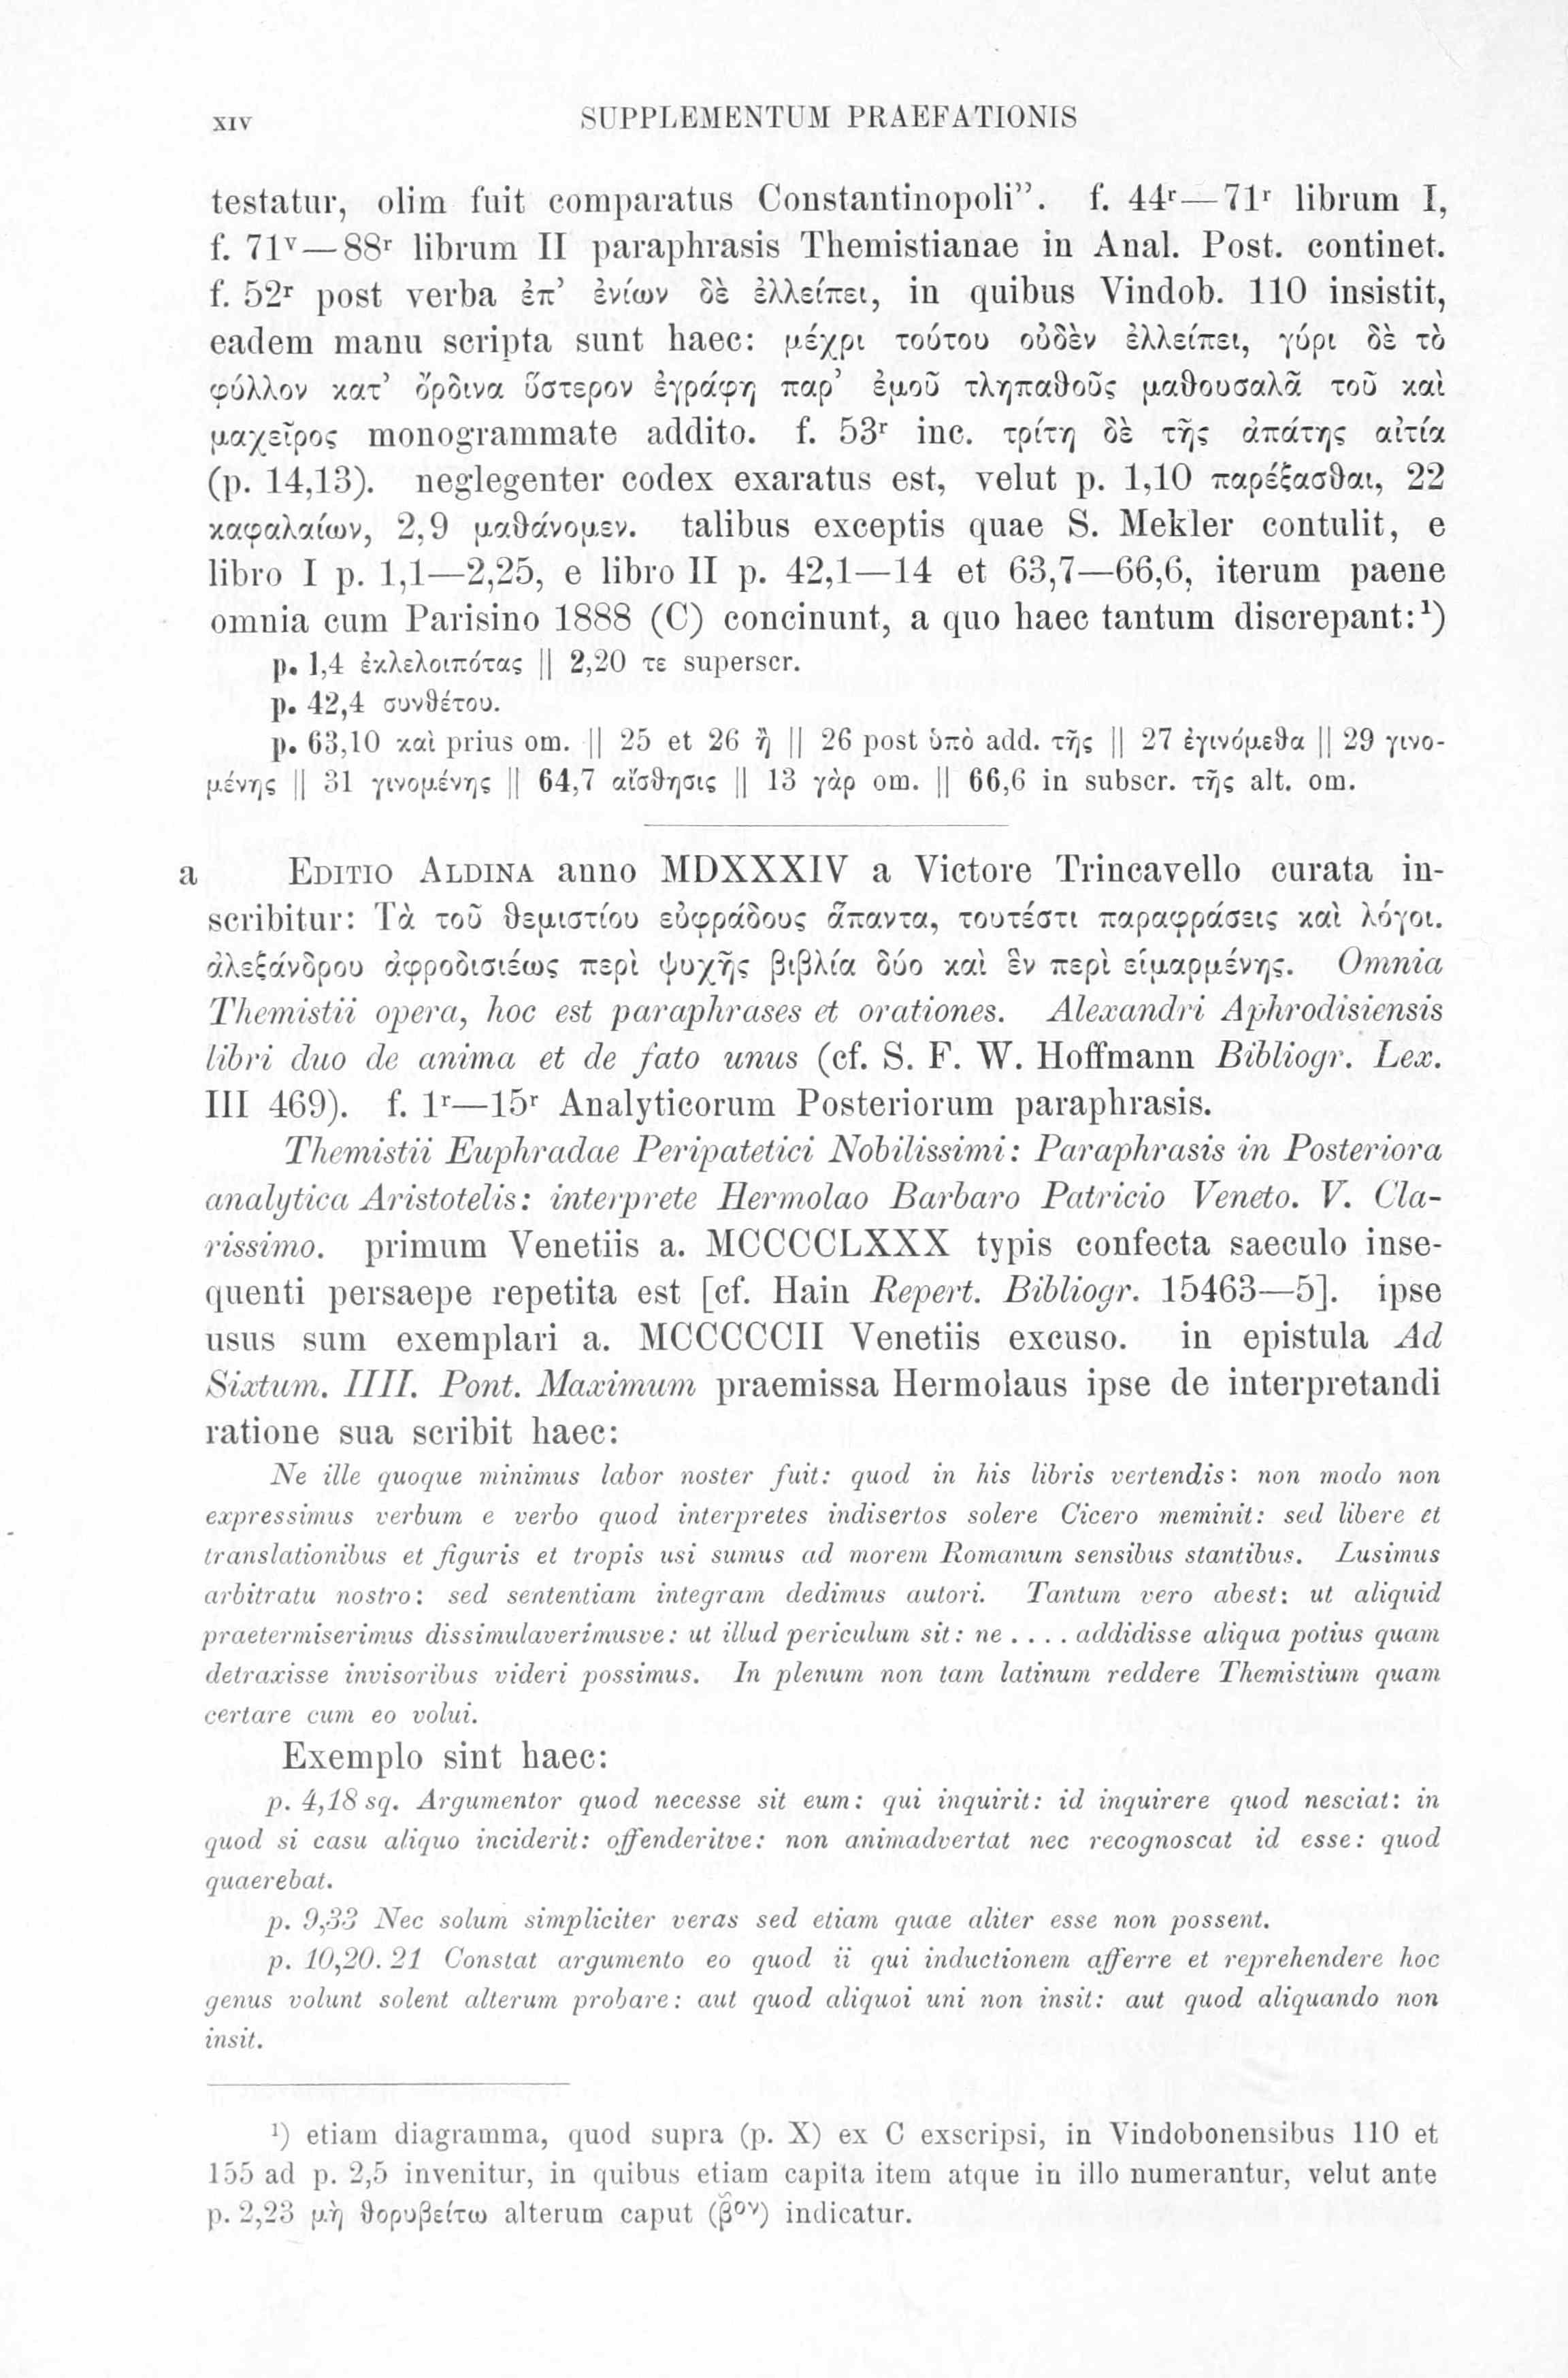 XIV SUPPLEMENTUM PRAEFATIONIS
testatur, olim fuit comparatus Constantinopoli”. f. 44ʳ—71ʳ librum I,
f. 71ᵛ—88ʳ librum II paraphrasis Themistianae in Anal. Post. continet.
f. 52ʳ post verba ἐπ’ ἐνίων δὲ ἐλλείπει, in quibus Vindob. 110 insistit,
eadem manu scripta sunt haec: μέχρι τούτου οὐδὲν ἐλλείπει, γύρι δὲ τὸ
φύλλον κατ’ ὄρδινα ὕστερον ἐγράφη παρ’ ἐμοῦ τληπαθοῦς μαθουσαλᾶ τοῦ καὶ
μαχεῖρος monogrammate addito. f. 53ʳ inc. τρίτη δὲ τῆς ἀπάτης αἰτία
(p. 14,13). neglegenter codex exaratus est, velut p. 1,10 παρέξασθαι, 22
καφαλαίων, 2,9 μαθάνομεν. talibus exceptis quae S. Mekler contulit, e
libro I p. 1,1—2,25, e libro II p. 42,1—14 et 63,7—66,6, iterum paene
omnia cum Parisino 1888 (C) concinunt, a quo haec tantum discrepant:¹)
p. 1,4 ἐκλελοιπότας || 2,20 τε superscr.
p. 42,4 συνθέτου.
p. 63,10 καὶ prius om. || 25 et 26 ἢ || 26 post ὑπὸ add. τῆς || 27 ἐγινόμεθα || 29 γινο-
μένης || 31 γινομένης || 64,7 αἴσθησις || 13 γὰρ om. || 66,6 in subscr. τῆς alt. om.
a EDITIO ALDINA anno MDXXXIV a Victore Trincavello curata in-
scribitur: Τὰ τοῦ θεμιστίου εὐφράδους ἅπαντα, τουτέστι παραφράσεις καὶ λόγοι.
ἀλεξάνδρου ἀφροδισιέως περὶ ψυχῆς βιβλία δύο καὶ ἓν περὶ εἱμαρμένης. Omnia
Themistii opera, hoc est paraphrases et orationes. Alexandri Aphrodisiensis
libri duo de anima et de fato unus (cf. S. F. W. Hoffmann Bibliogr. Lex.
III 469). f. 1ʳ—15ʳ Analyticorum Posteriorum paraphrasis.
Themistii Euphradae Peripatetici Nobilissimi: Paraphrasis in Posteriora
analytica Aristotelis: interprete Hermolao Barbaro Patricio Veneto. V. Cla-
rissimo. primum Venetiis a. MCCCCLXXX typis confecta saeculo inse-
quenti persaepe repetita est [cf. Hain Repert. Bibliogr. 15463—5]. ipse
usus sum exemplari a. MCCCCCII Venetiis excuso. in epistula Ad
Sixtum. IIII. Pont. Maximum praemissa Hermolaus ipse de interpretandi
ratione sua scribit haec:
Ne ille quoque minimus labor noster fuit: quod in his libris vertendis: non modo non
expressimus verbum e verbo quod interpretes indisertos solere Cicero meminit: sed libere et
translationibus et figuris et tropis usi sumus ad morem Romanum sensibus stantibus. Lusimus
arbitratu nostro: sed sententiam integram dedimus autori. Tantum vero abest: ut aliquid
praetermiserimus dissimulaverimusve: ut illud periculum sit: ne .... addidisse aliqua potius quam
detraxisse invisoribus videri possimus. In plenum non tam latinum reddere Themistium quam
certare cum eo volui.
Exemplo sint haec:
p. 4,18 sq. Argumentor quod necesse sit eum: qui inquirit: id inquirere quod nesciat: in
quod si casu aliquo inciderit: offenderitve: non animadvertat nec recognoscat id esse: quod
quaerebat.
p. 9,33 Nec solum simpliciter veras sed etiam quae aliter esse non possent.
p. 10,20. 21 Constat argumento eo quod ii qui inductionem afferre et reprehendere hoc
genus volunt solent alterum probare: aut quod aliquoi uni non insit: aut quod aliquando non
insit.
¹) etiam diagramma, quod supra (p. X) ex C exscripsi, in Vindobonensibus 110 et
155 ad p. 2,5 invenitur, in quibus etiam capita item atque in illo numerantur, velut ante
p. 2,23 μὴ θορυβείτω alterum caput (β̂ᵒᵛ) indicatur.